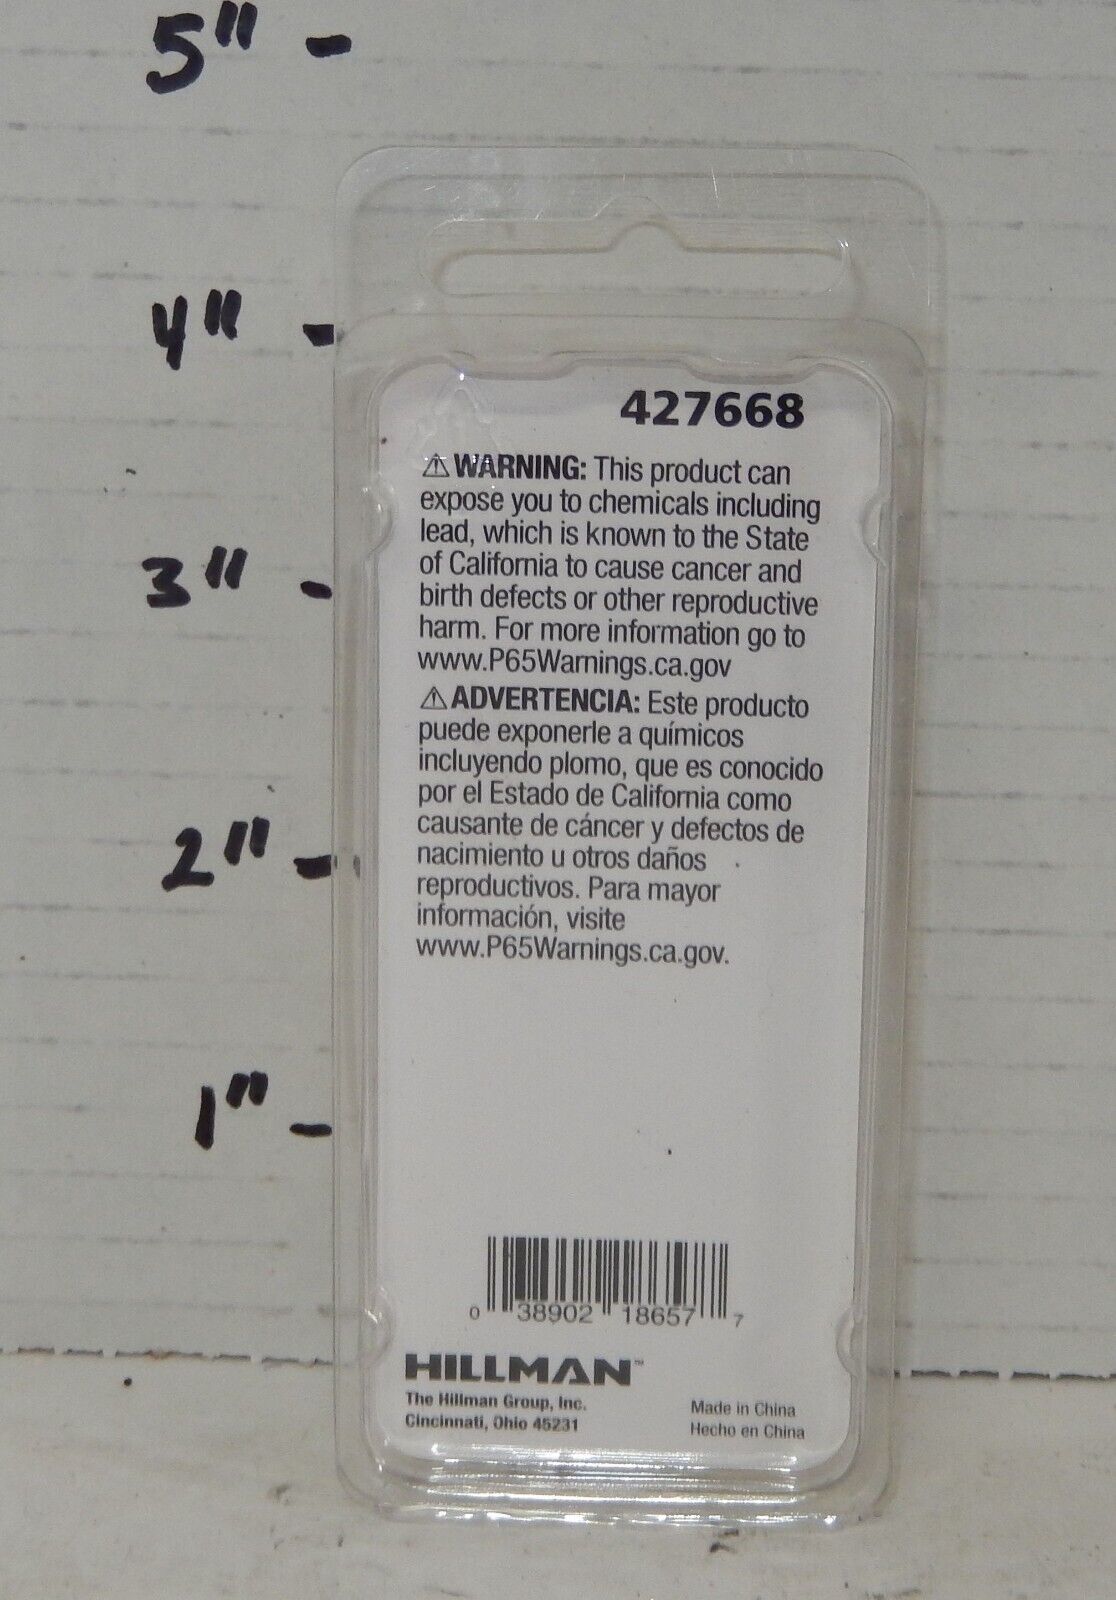 5" -
4" -
3" -
2" -
1" -
427668
⚠ WARNING: This product can
expose you to chemicals including
lead, which is known to the State
of California to cause cancer and
birth defects or other reproductive
harm. For more information go to
www.P65Warnings.ca.gov
⚠ ADVERTENCIA: Este producto
puede exponerle a químicos
incluyendo plomo, que es conocido
por el Estado de California como
causante de cáncer y defectos de
nacimiento u otros daños
reproductivos. Para mayor
información, visite
www.P65Warnings.ca.gov.
0 38902 18657 7
HILLMAN™
The Hillman Group, Inc.
Cincinnati, Ohio 45231
Made in China
Hecho en China